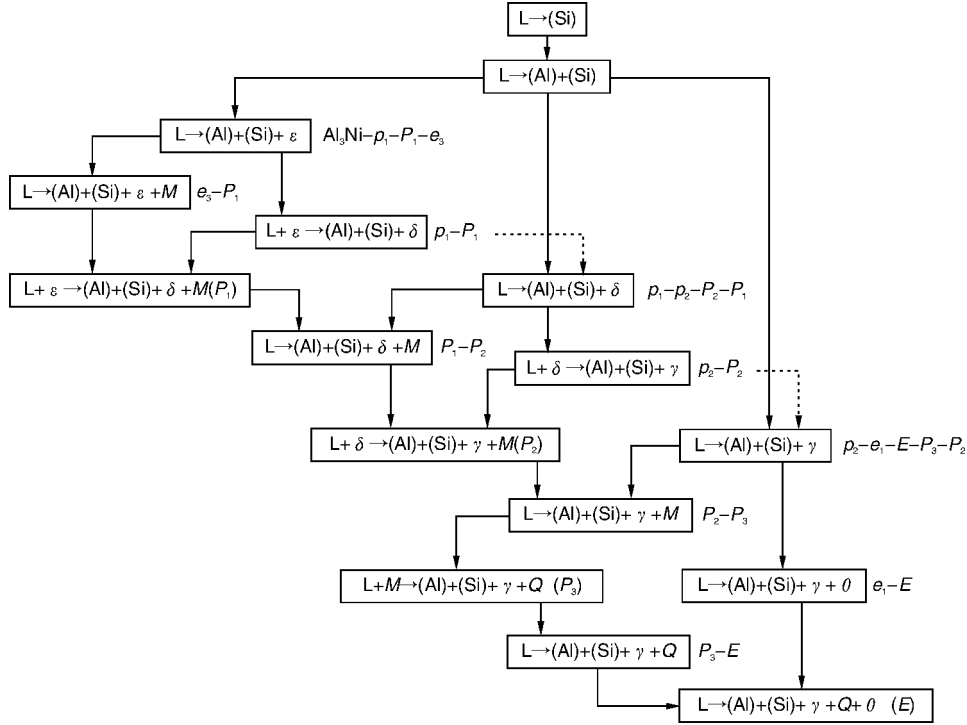 L→(Si)
L→(Al)+(Si)
L→(Al)+(Si)+ ε Al₃Ni–p₁–P₁–e₃
L→(Al)+(Si)+ ε +M e₃–P₁
L+ ε →(Al)+(Si)+ δ p₁–P₁
L+ ε →(Al)+(Si)+ δ +M(P₁)
L→(Al)+(Si)+ δ p₁–p₂–P₂–P₁
L→(Al)+(Si)+ δ +M P₁–P₂
L+ δ →(Al)+(Si)+ γ p₂–P₂
L+ δ →(Al)+(Si)+ γ +M(P₂)
L→(Al)+(Si)+ γ p₂–e₁–E–P₃–P₂
L→(Al)+(Si)+ γ +M P₂–P₃
L+M→(Al)+(Si)+ γ +Q (P₃)
L→(Al)+(Si)+ γ + θ e₁–E
L→(Al)+(Si)+ γ +Q P₃–E
L→(Al)+(Si)+ γ +Q+ θ (E)